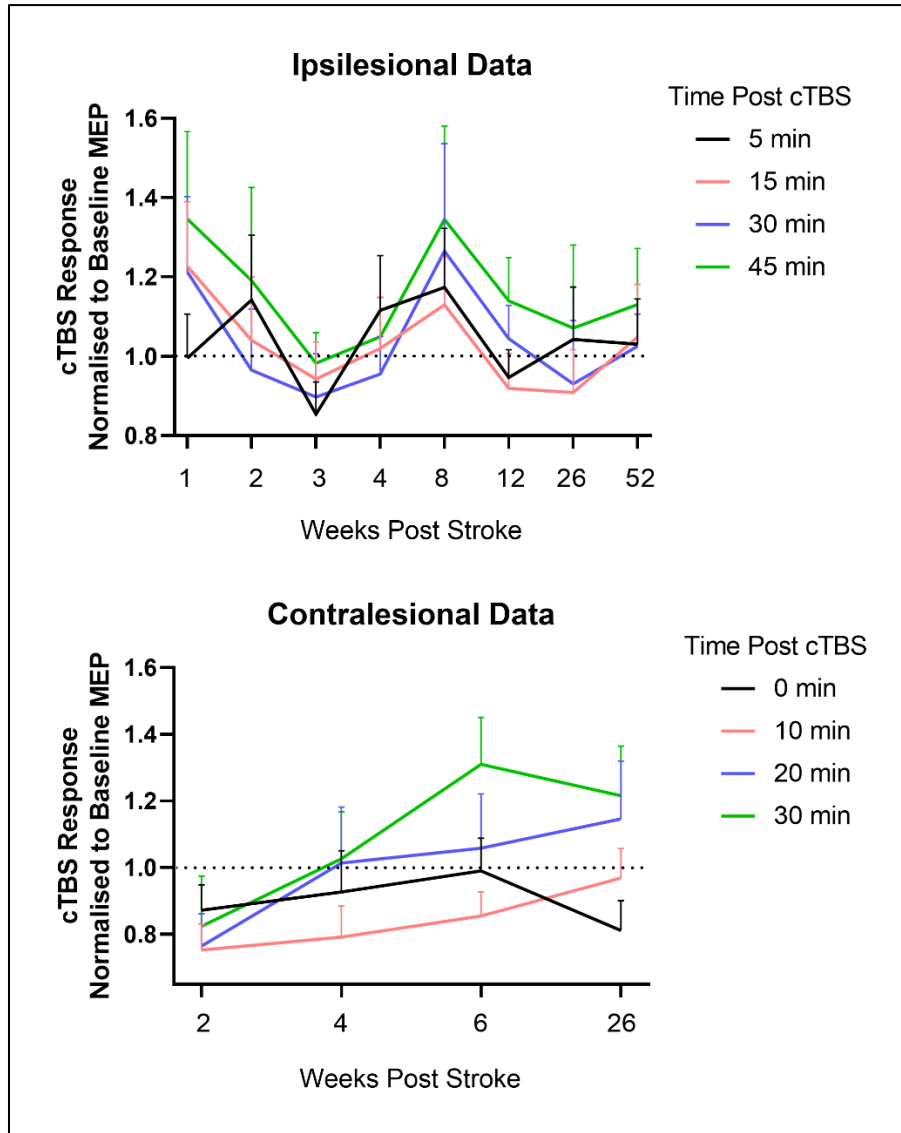 Ipsilesional Data
cTBS Response
Normalised to Baseline MEP
1.6
1.4
1.2
1.0
0.8
1 2 3 4 8 12 26 52
Weeks Post Stroke
Time Post cTBS
5 min
15 min
30 min
45 min
Contralesional Data
cTBS Response
Normalised to Baseline MEP
1.6
1.4
1.2
1.0
0.8
2 4 6 26
Weeks Post Stroke
Time Post cTBS
0 min
10 min
20 min
30 min